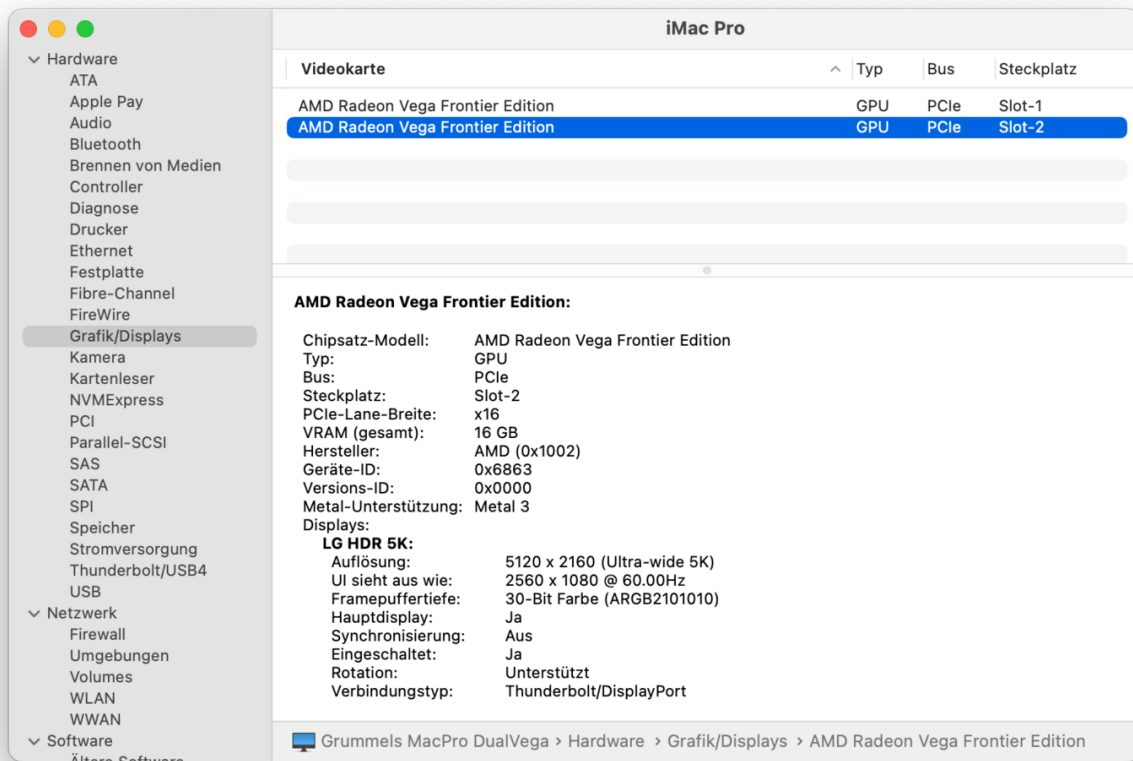 iMac Pro
Hardware
ATA
Apple Pay
Audio
Bluetooth
Brennen von Medien
Controller
Diagnose
Drucker
Ethernet
Festplatte
Fibre-Channel
FireWire
Grafik/Displays
Kamera
Kartenleser
NVMExpress
PCI
Parallel-SCSI
SAS
SATA
SPI
Speicher
Stromversorgung
Thunderbolt/USB4
USB
Netzwerk
Firewall
Umgebungen
Volumes
WLAN
WWAN
Software
Ältere Software
Videokarte Typ Bus Steckplatz
AMD Radeon Vega Frontier Edition GPU PCIe Slot-1
AMD Radeon Vega Frontier Edition GPU PCIe Slot-2
AMD Radeon Vega Frontier Edition:
Chipsatz-Modell: AMD Radeon Vega Frontier Edition
Typ: GPU
Bus: PCIe
Steckplatz: Slot-2
PCIe-Lane-Breite: x16
VRAM (gesamt): 16 GB
Hersteller: AMD (0x1002)
Geräte-ID: 0x6863
Versions-ID: 0x0000
Metal-Unterstützung: Metal 3
Displays:
LG HDR 5K:
Auflösung: 5120 x 2160 (Ultra-wide 5K)
UI sieht aus wie: 2560 x 1080 @ 60.00Hz
Framepuffertiefe: 30-Bit Farbe (ARGB2101010)
Hauptdisplay: Ja
Synchronisierung: Aus
Eingeschaltet: Ja
Rotation: Unterstützt
Verbindungstyp: Thunderbolt/DisplayPort
Grummels MacPro DualVega › Hardware › Grafik/Displays › AMD Radeon Vega Frontier Edition